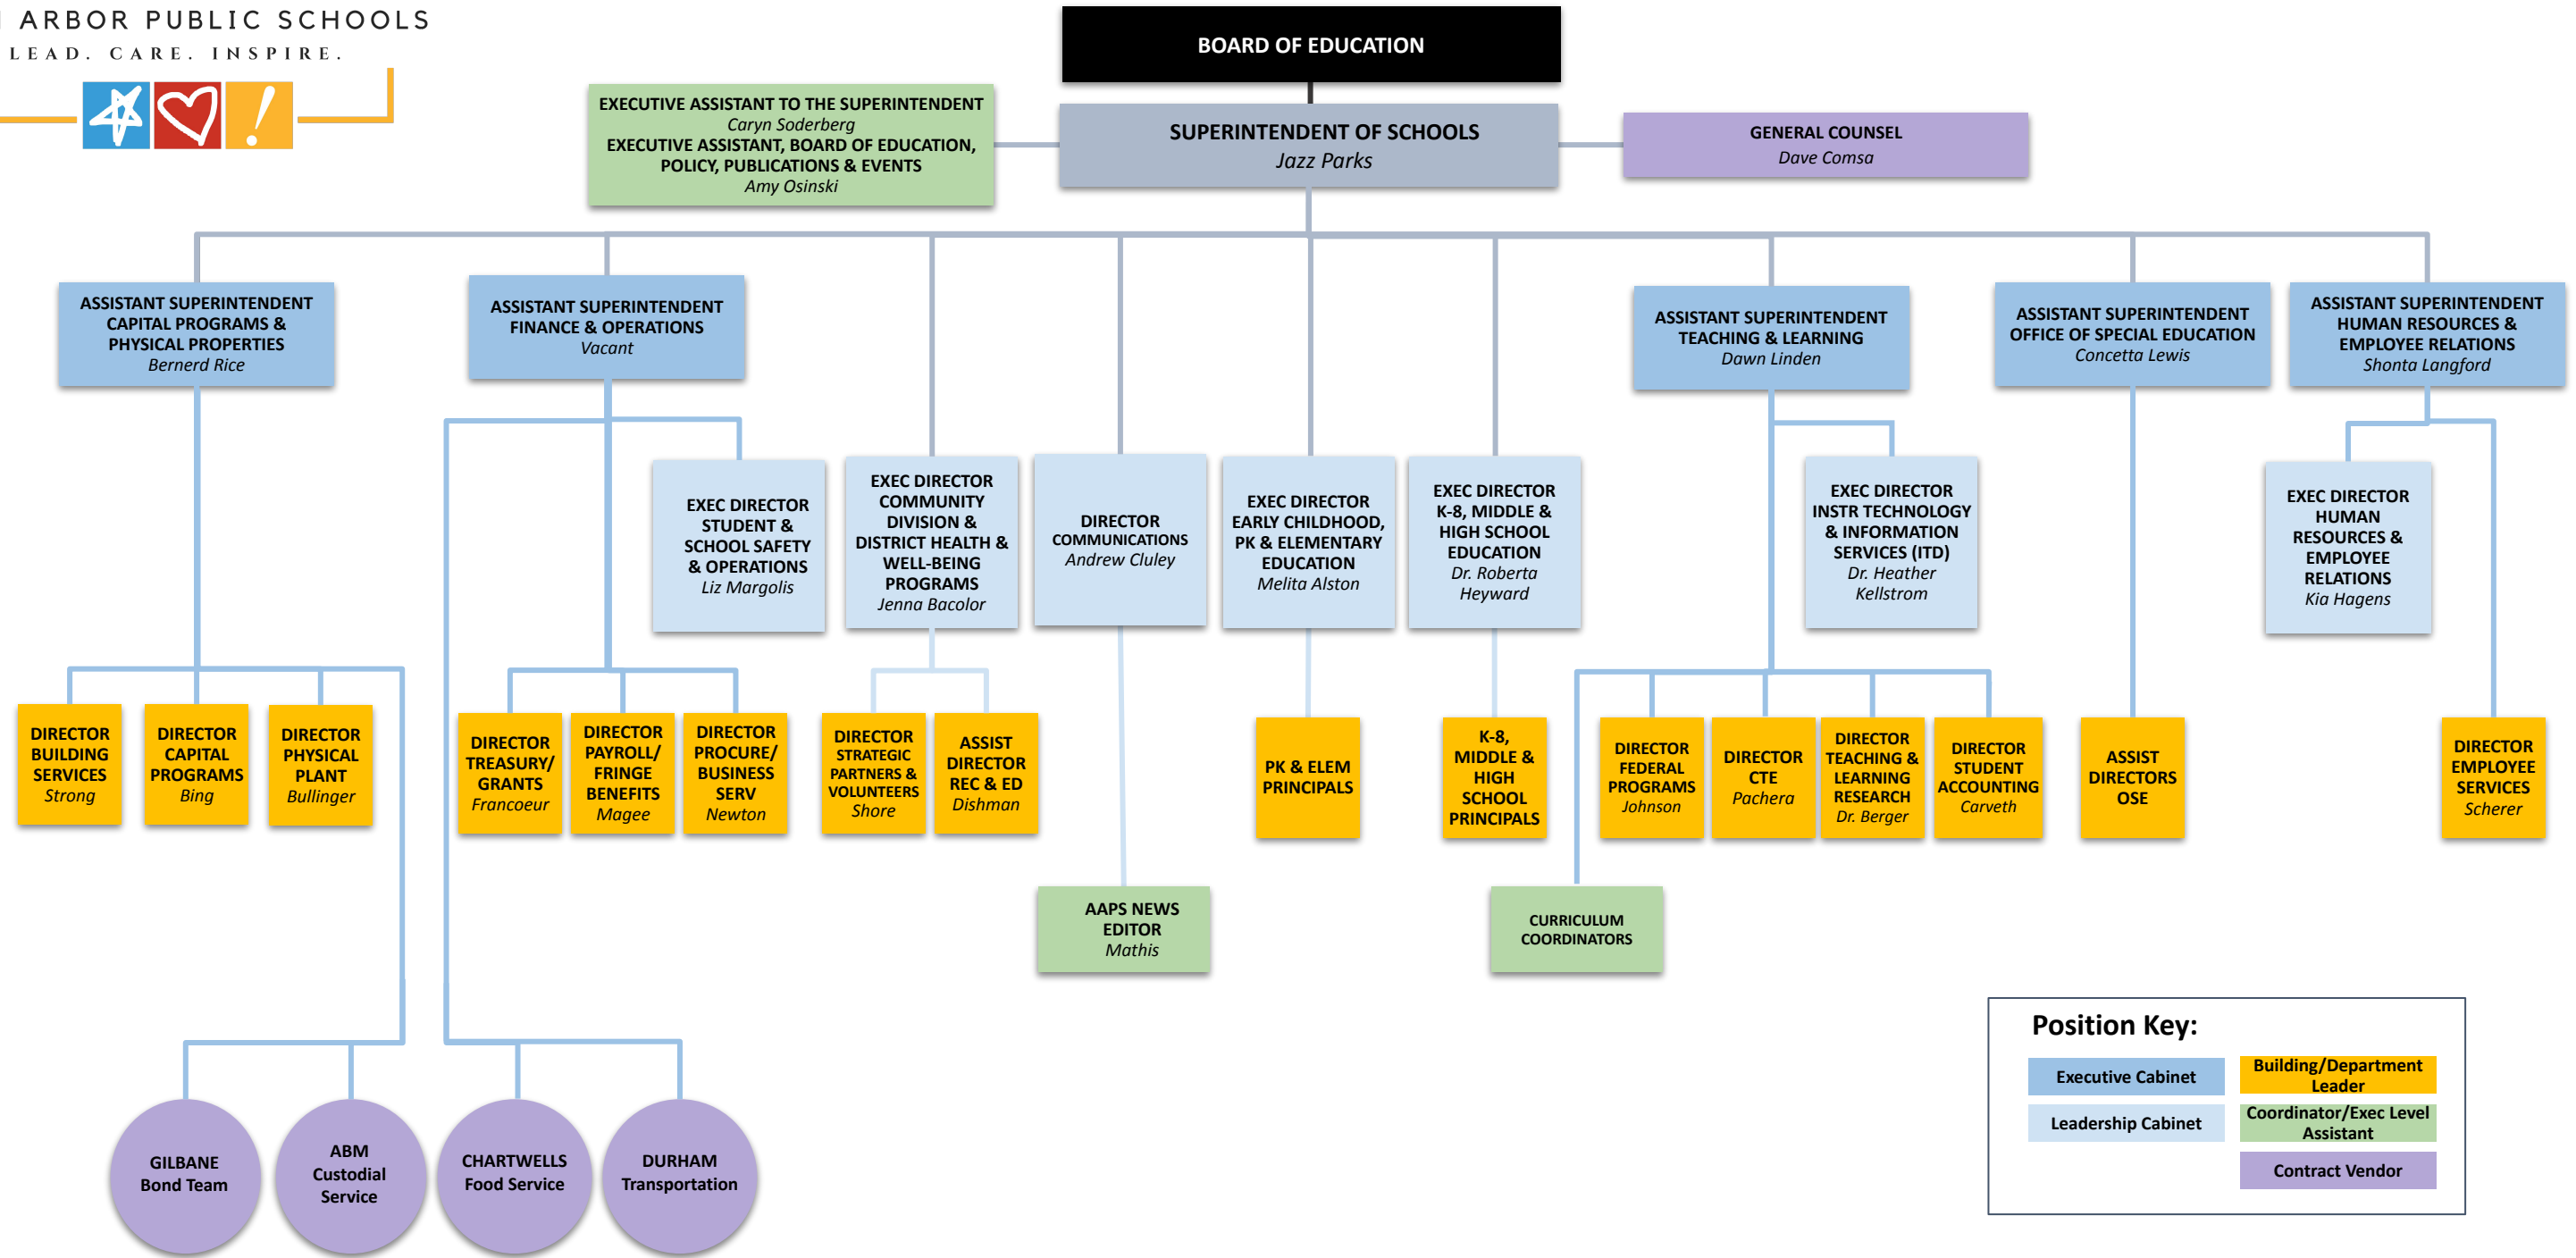 ARBOR PUBLIC SCHOOLS
LEAD. CARE. INSPIRE.
BOARD OF EDUCATION
EXECUTIVE ASSISTANT TO THE SUPERINTENDENT
Caryn Soderberg
EXECUTIVE ASSISTANT, BOARD OF EDUCATION,
POLICY, PUBLICATIONS & EVENTS
Amy Osinski
SUPERINTENDENT OF SCHOOLS
Jazz Parks
GENERAL COUNSEL
Dave Comsa
ASSISTANT SUPERINTENDENT
CAPITAL PROGRAMS &
PHYSICAL PROPERTIES
Bernerd Rice
ASSISTANT SUPERINTENDENT
FINANCE & OPERATIONS
Vacant
ASSISTANT SUPERINTENDENT
TEACHING & LEARNING
Dawn Linden
ASSISTANT SUPERINTENDENT
OFFICE OF SPECIAL EDUCATION
Concetta Lewis
ASSISTANT SUPERINTENDENT
HUMAN RESOURCES &
EMPLOYEE RELATIONS
Shonta Langford
EXEC DIRECTOR
STUDENT &
SCHOOL SAFETY
& OPERATIONS
Liz Margolis
EXEC DIRECTOR
COMMUNITY
DIVISION &
DISTRICT HEALTH &
WELL-BEING
PROGRAMS
Jenna Bacolor
DIRECTOR
COMMUNICATIONS
Andrew Cluley
EXEC DIRECTOR
EARLY CHILDHOOD,
PK & ELEMENTARY
EDUCATION
Melita Alston
EXEC DIRECTOR
K-8, MIDDLE &
HIGH SCHOOL
EDUCATION
Dr. Roberta
Heyward
EXEC DIRECTOR
INSTR TECHNOLOGY
& INFORMATION
SERVICES (ITD)
Dr. Heather
Kellstrom
EXEC DIRECTOR
HUMAN
RESOURCES &
EMPLOYEE
RELATIONS
Kia Hagens
DIRECTOR
BUILDING
SERVICES
Strong
DIRECTOR
CAPITAL
PROGRAMS
Bing
DIRECTOR
PHYSICAL
PLANT
Bullinger
DIRECTOR
TREASURY/
GRANTS
Francoeur
DIRECTOR
PAYROLL/
FRINGE
BENEFITS
Magee
DIRECTOR
PROCURE/
BUSINESS
SERV
Newton
DIRECTOR
STRATEGIC
PARTNERS &
VOLUNTEERS
Shore
ASSIST
DIRECTOR
REC & ED
Dishman
PK & ELEM
PRINCIPALS
K-8,
MIDDLE &
HIGH
SCHOOL
PRINCIPALS
DIRECTOR
FEDERAL
PROGRAMS
Johnson
DIRECTOR
CTE
Pachera
DIRECTOR
TEACHING &
LEARNING
RESEARCH
Dr. Berger
DIRECTOR
STUDENT
ACCOUNTING
Carveth
ASSIST
DIRECTORS
OSE
DIRECTOR
EMPLOYEE
SERVICES
Scherer
AAPS NEWS
EDITOR
Mathis
CURRICULUM
COORDINATORS
GILBANE
Bond Team
ABM
Custodial
Service
CHARTWELLS
Food Service
DURHAM
Transportation
Position Key:
Executive Cabinet
Building/Department
Leader
Leadership Cabinet
Coordinator/Exec Level
Assistant
Contract Vendor